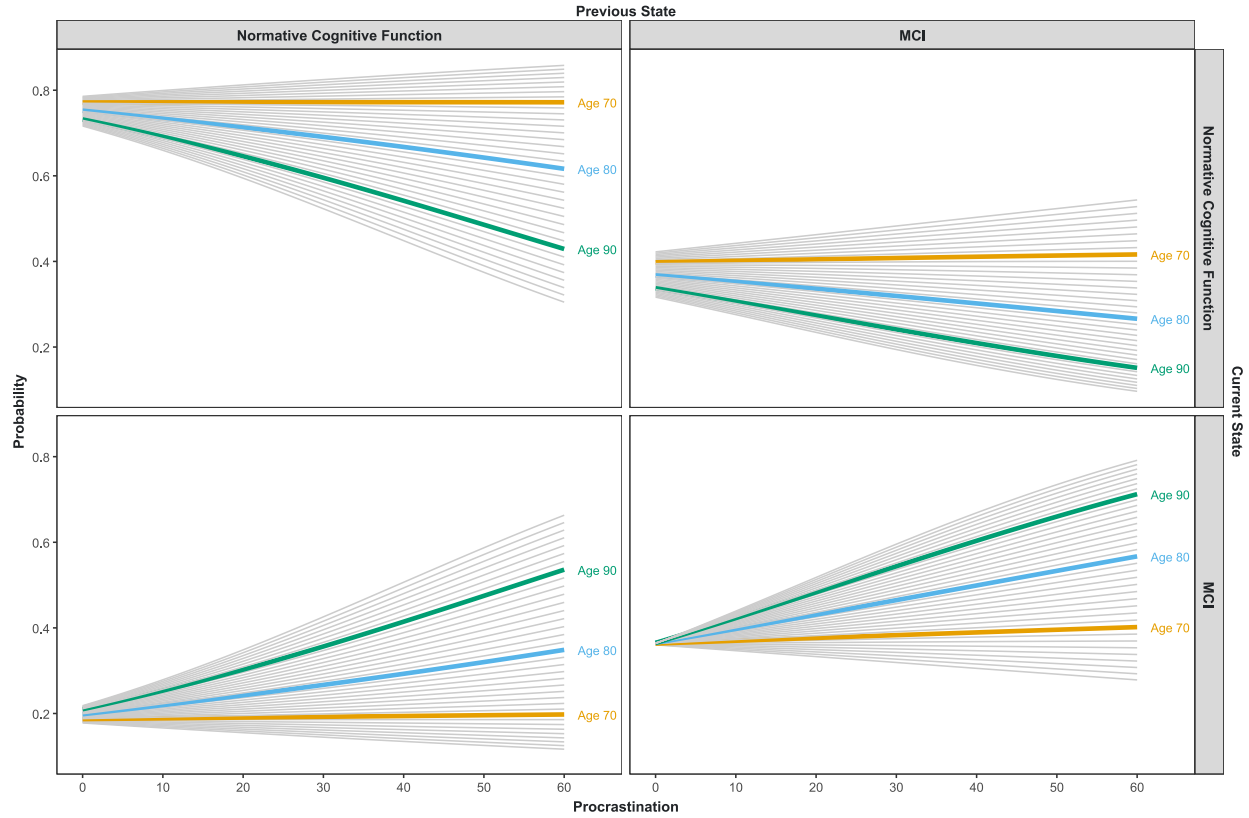 Previous State
Normative Cognitive Function
MCI
0.8
0.6
0.4
0.2
Age 70
Age 80
Age 90
Age 70
Age 80
Age 90
Normative Cognitive Function
Probability
Current State
0.8
0.6
0.4
0.2
Age 90
Age 80
Age 70
Age 90
Age 80
Age 70
MCI
0 10 20 30 40 50 60
0 10 20 30 40 50 60
Procrastination